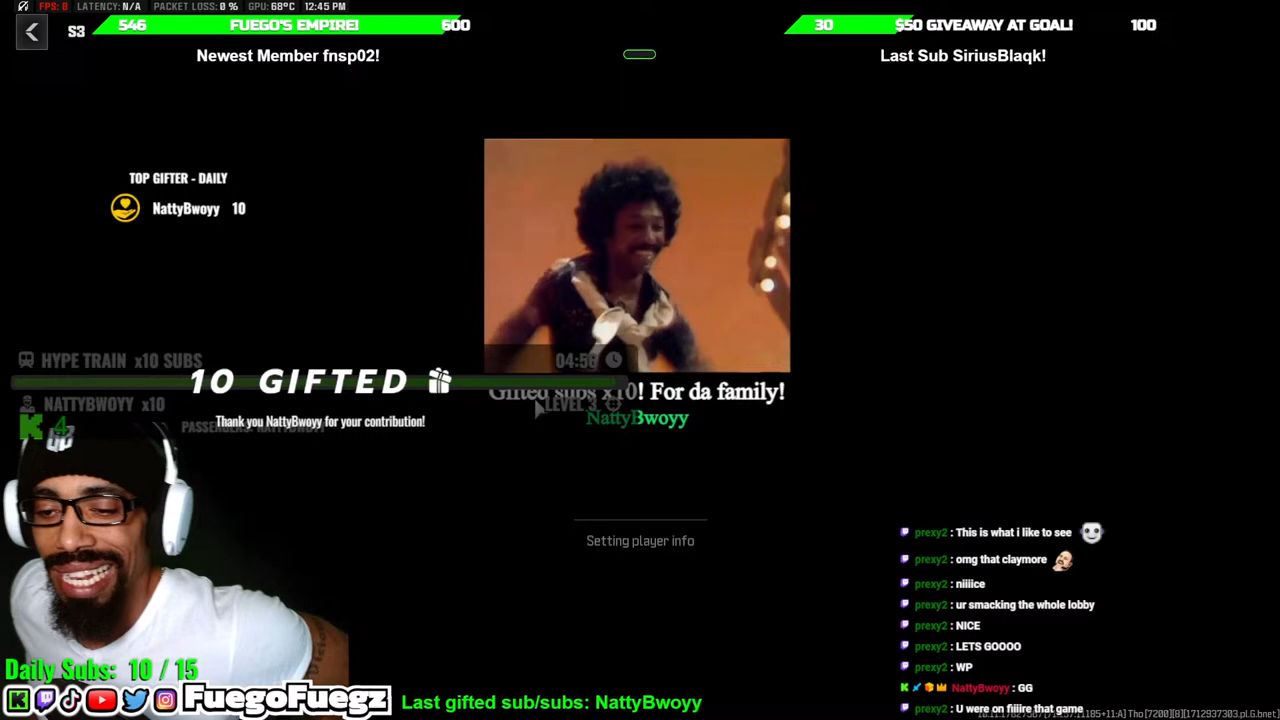 FPS: 0 LATENCY: N/A PACKET LOSS: 0 % GPU: 68°C 12:45 PM
S3
546 FUEGO'S EMPIRE! 600
30 $50 GIVEAWAY AT GOAL! 100
Newest Member fnsp02!
Last Sub SiriusBlaqk!
TOP GIFTER - DAILY
NattyBwoyy 10
HYPE TRAIN x10 SUBS
04:56
10 GIFTED
Gifted subs x10! For da family!
NATTYBWOYY x10
LEVEL 3
NattyBwoyy
Thank you NattyBwoyy for your contribution!
K 4
Setting player info
prexy2 : This is what i like to see
prexy2 : omg that claymore
prexy2 : niiiice
prexy2 : ur smacking the whole lobby
prexy2 : NICE
prexy2 : LETS GOOOO
prexy2 : WP
NattyBwoyy : GG
prexy2 : U were on fiiiire that game
Daily Subs: 10 / 15
FuegoFuegz
Last gifted sub/subs: NattyBwoyy